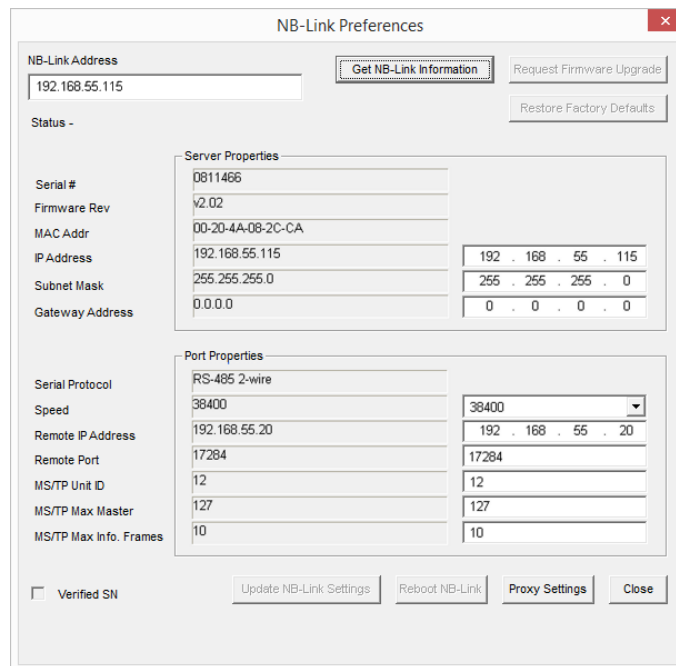 NB-Link Preferences
NB-Link Address
Get NB-Link Information
Request Firmware Upgrade
192.168.55.115
Restore Factory Defaults
Status -
Server Properties
Serial # 0811466
Firmware Rev v2.02
MAC Addr 00-20-4A-08-2C-CA
IP Address 192.168.55.115 192 . 168 . 55 . 115
Subnet Mask 255.255.255.0 255 . 255 . 255 . 0
Gateway Address 0.0.0.0 0 . 0 . 0 . 0
Port Properties
Serial Protocol RS-485 2-wire
Speed 38400 38400
Remote IP Address 192.168.55.20 192 . 168 . 55 . 20
Remote Port 17284 17284
MS/TP Unit ID 12 12
MS/TP Max Master 127 127
MS/TP Max Info. Frames 10 10
Verified SN Update NB-Link Settings Reboot NB-Link Proxy Settings Close